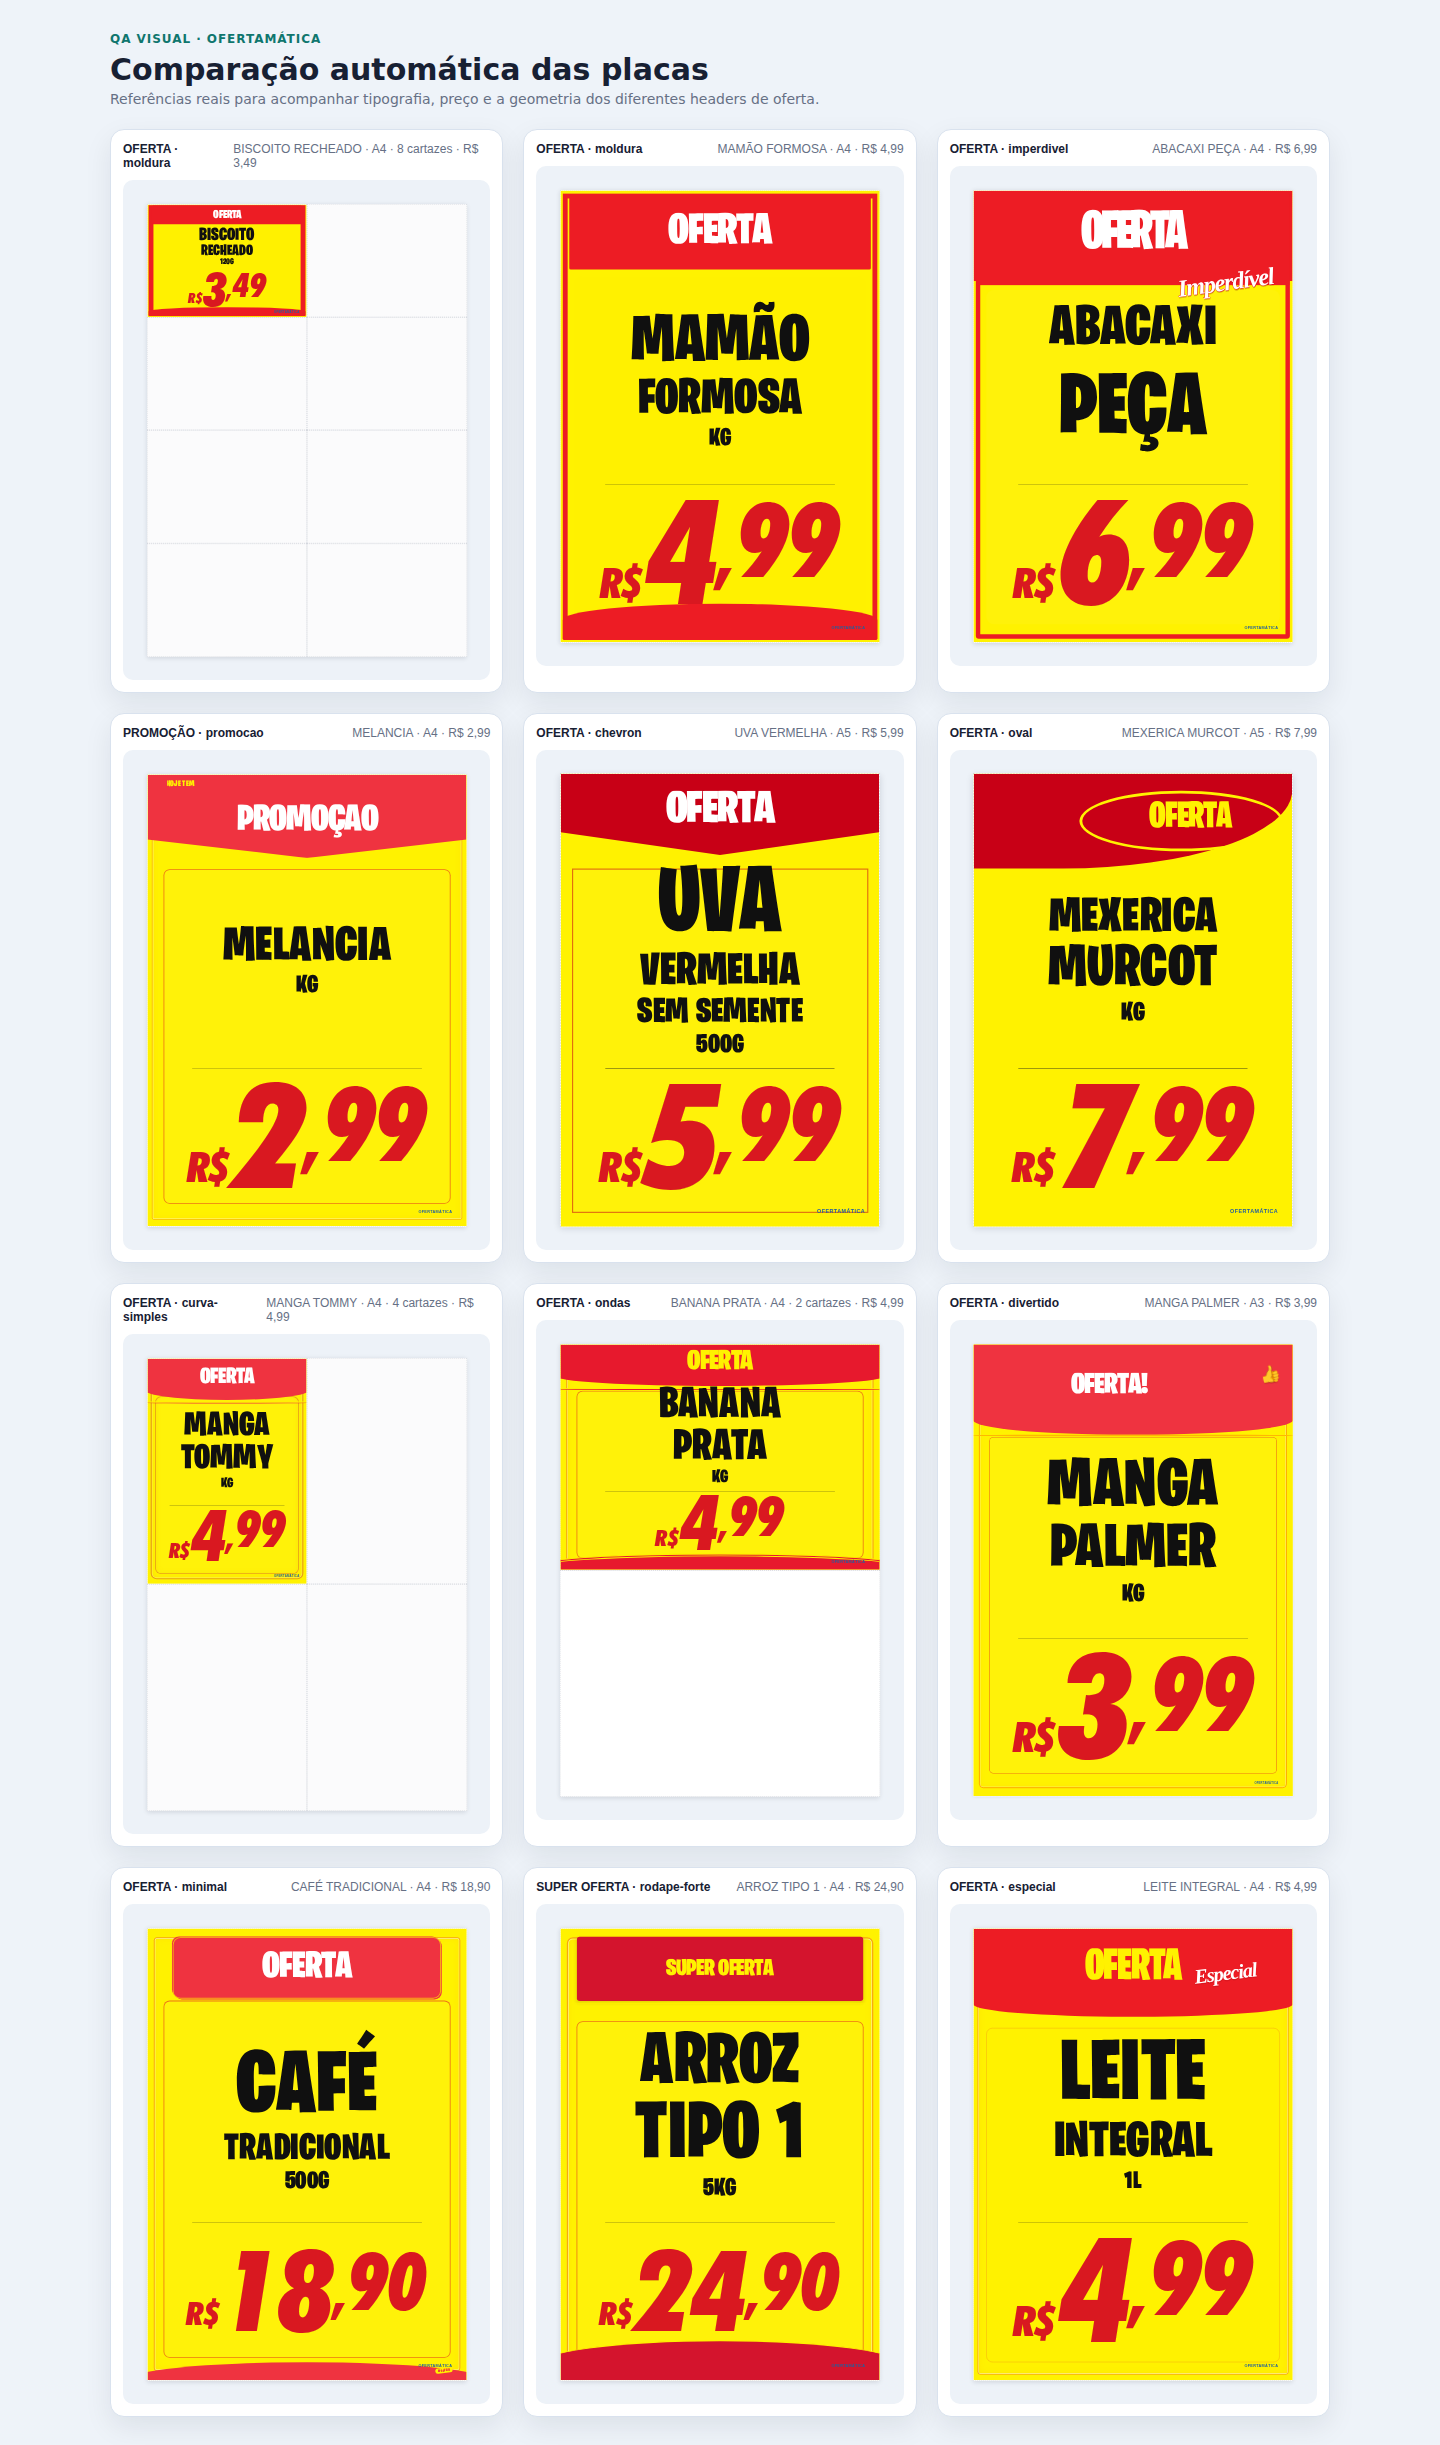 QA VISUAL · OFERTAMÁTICA
Comparação automática das placas
Referências reais para acompanhar tipografia, preço e a geometria dos diferentes headers de oferta.
OFERTA · moldura
BISCOITO RECHEADO · A4 · 8 cartazes · R$ 3,49
OFERTA
BISCOITO
RECHEADO
120G
R$3,49
OFERTA · moldura
MAMÃO FORMOSA · A4 · R$ 4,99
OFERTA
MAMÃO
FORMOSA
KG
R$4,99
OFERTA · imperdivel
ABACAXI PEÇA · A4 · R$ 6,99
OFERTA
Imperdível
ABACAXI
PEÇA
R$6,99
OFERTAMÁTICA
PROMOÇÃO · promocao
MELANCIA · A4 · R$ 2,99
HOJE TEM
PROMOÇAO
MELANCIA
KG
R$2,99
OFERTAMÁTICA
OFERTA · chevron
UVA VERMELHA · A5 · R$ 5,99
OFERTA
UVA
VERMELHA
SEM SEMENTE
500G
R$5,99
OFERTAMÁTICA
OFERTA · oval
MEXERICA MURCOT · A5 · R$ 7,99
OFERTA
MEXERICA
MURCOT
KG
R$7,99
OFERTAMÁTICA
OFERTA · curva-simples
MANGA TOMMY · A4 · 4 cartazes · R$ 4,99
OFERTA
MANGA
TOMMY
KG
R$4,99
OFERTAMÁTICA
OFERTA · ondas
BANANA PRATA · A4 · 2 cartazes · R$ 4,99
OFERTA
BANANA
PRATA
KG
R$4,99
OFERTA · divertido
MANGA PALMER · A3 · R$ 3,99
OFERTA!
MANGA
PALMER
KG
R$3,99
OFERTAMÁTICA
OFERTA · minimal
CAFÉ TRADICIONAL · A4 · R$ 18,90
OFERTA
CAFÉ
TRADICIONAL
500G
R$18,90
OFERTAMÁTICA
SUPER OFERTA · rodape-forte
ARROZ TIPO 1 · A4 · R$ 24,90
SUPER OFERTA
ARROZ
TIPO 1
5KG
R$24,90
OFERTA · especial
LEITE INTEGRAL · A4 · R$ 4,99
OFERTA
Especial
LEITE
INTEGRAL
1L
R$4,99
OFERTAMÁTICA